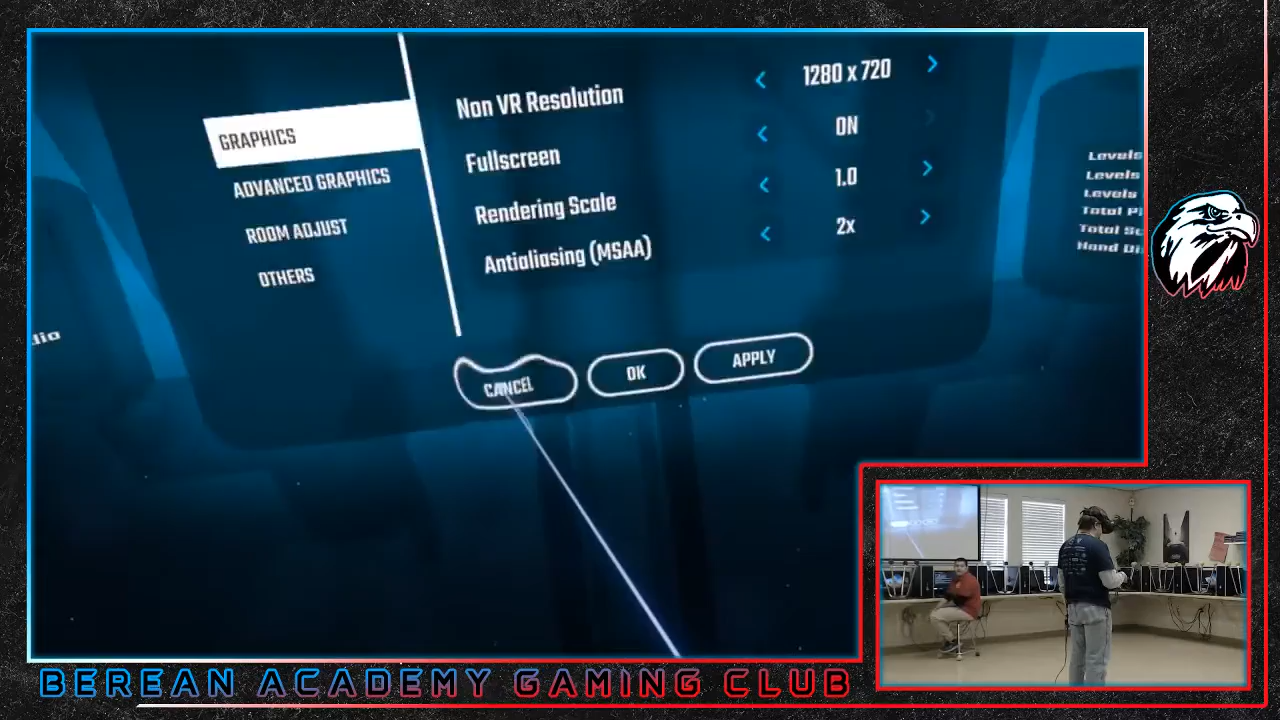 Non VR Resolution
1280 x 720
GRAPHICS
Fullscreen
ON
ADVANCED GRAPHICS
Rendering Scale
1.0
ROOM ADJUST
Antialiasing (MSAA)
2x
OTHERS
CANCEL
OK
APPLY
Levels
Levels
Levels
Total
Total
Hand
BEREAN ACADEMY GAMING CLUB